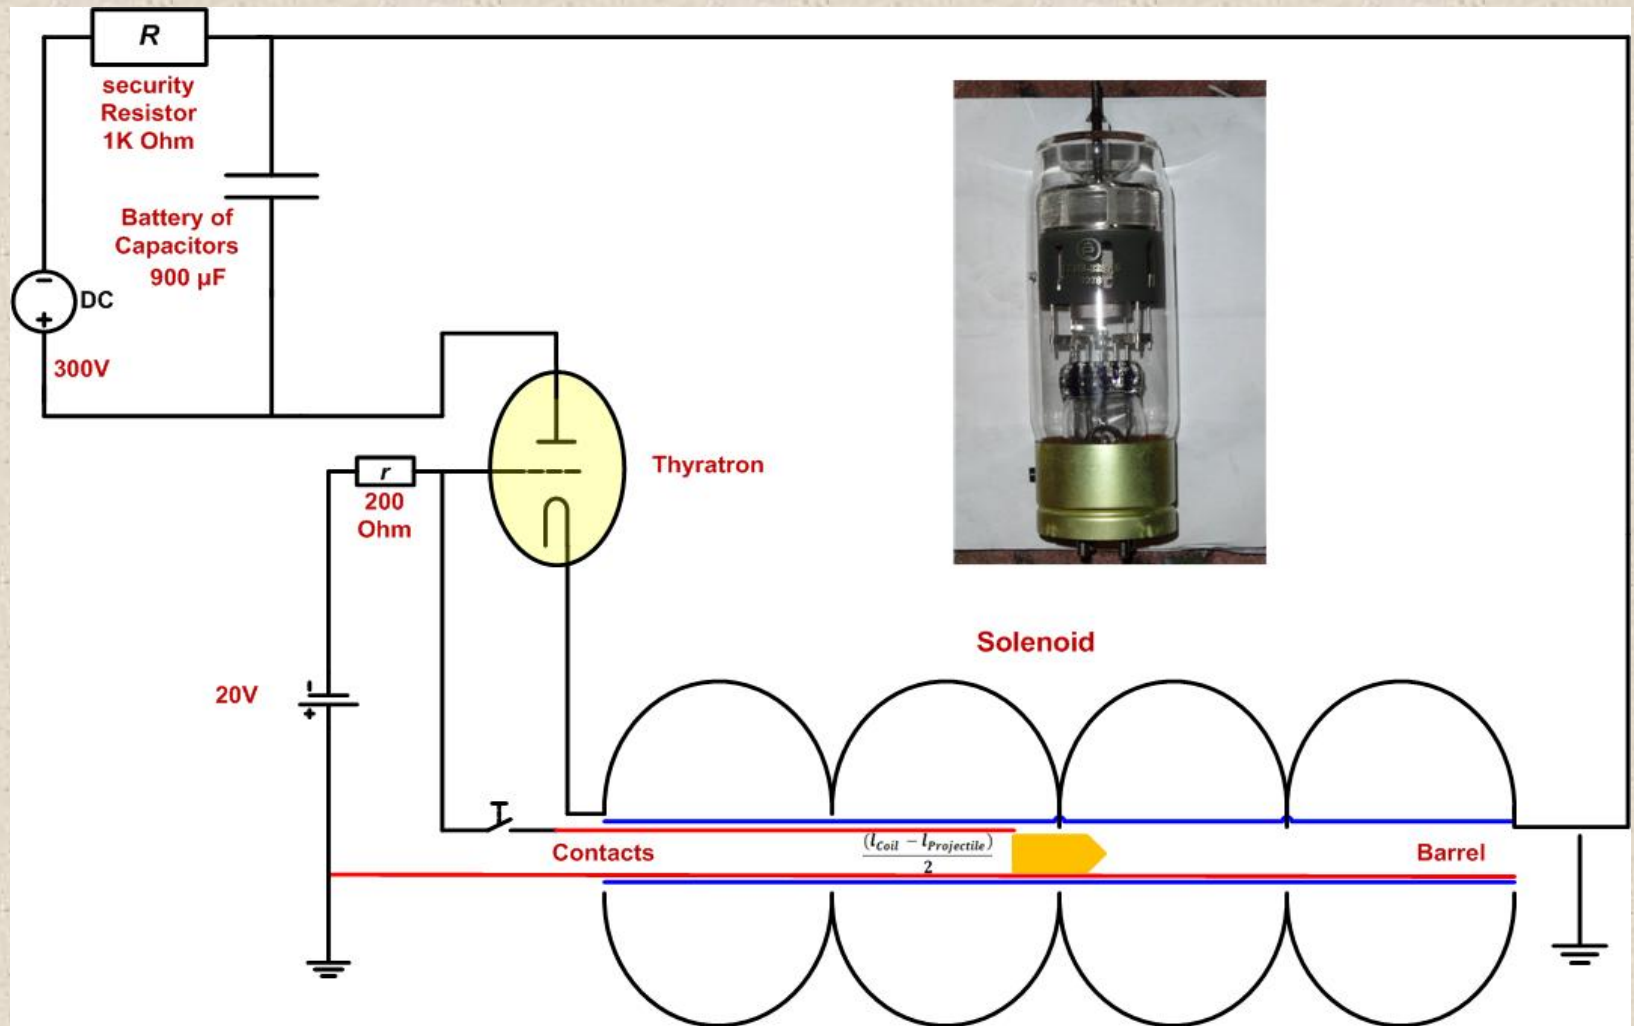 R
security
Resistor
1K Ohm
Battery of
Capacitors
900 µF
-
DC
+
300V
Thyratron
r
200
Ohm
Solenoid
20V
-
+
Contacts
(l_Coil − l_Projectile)
2
Barrel